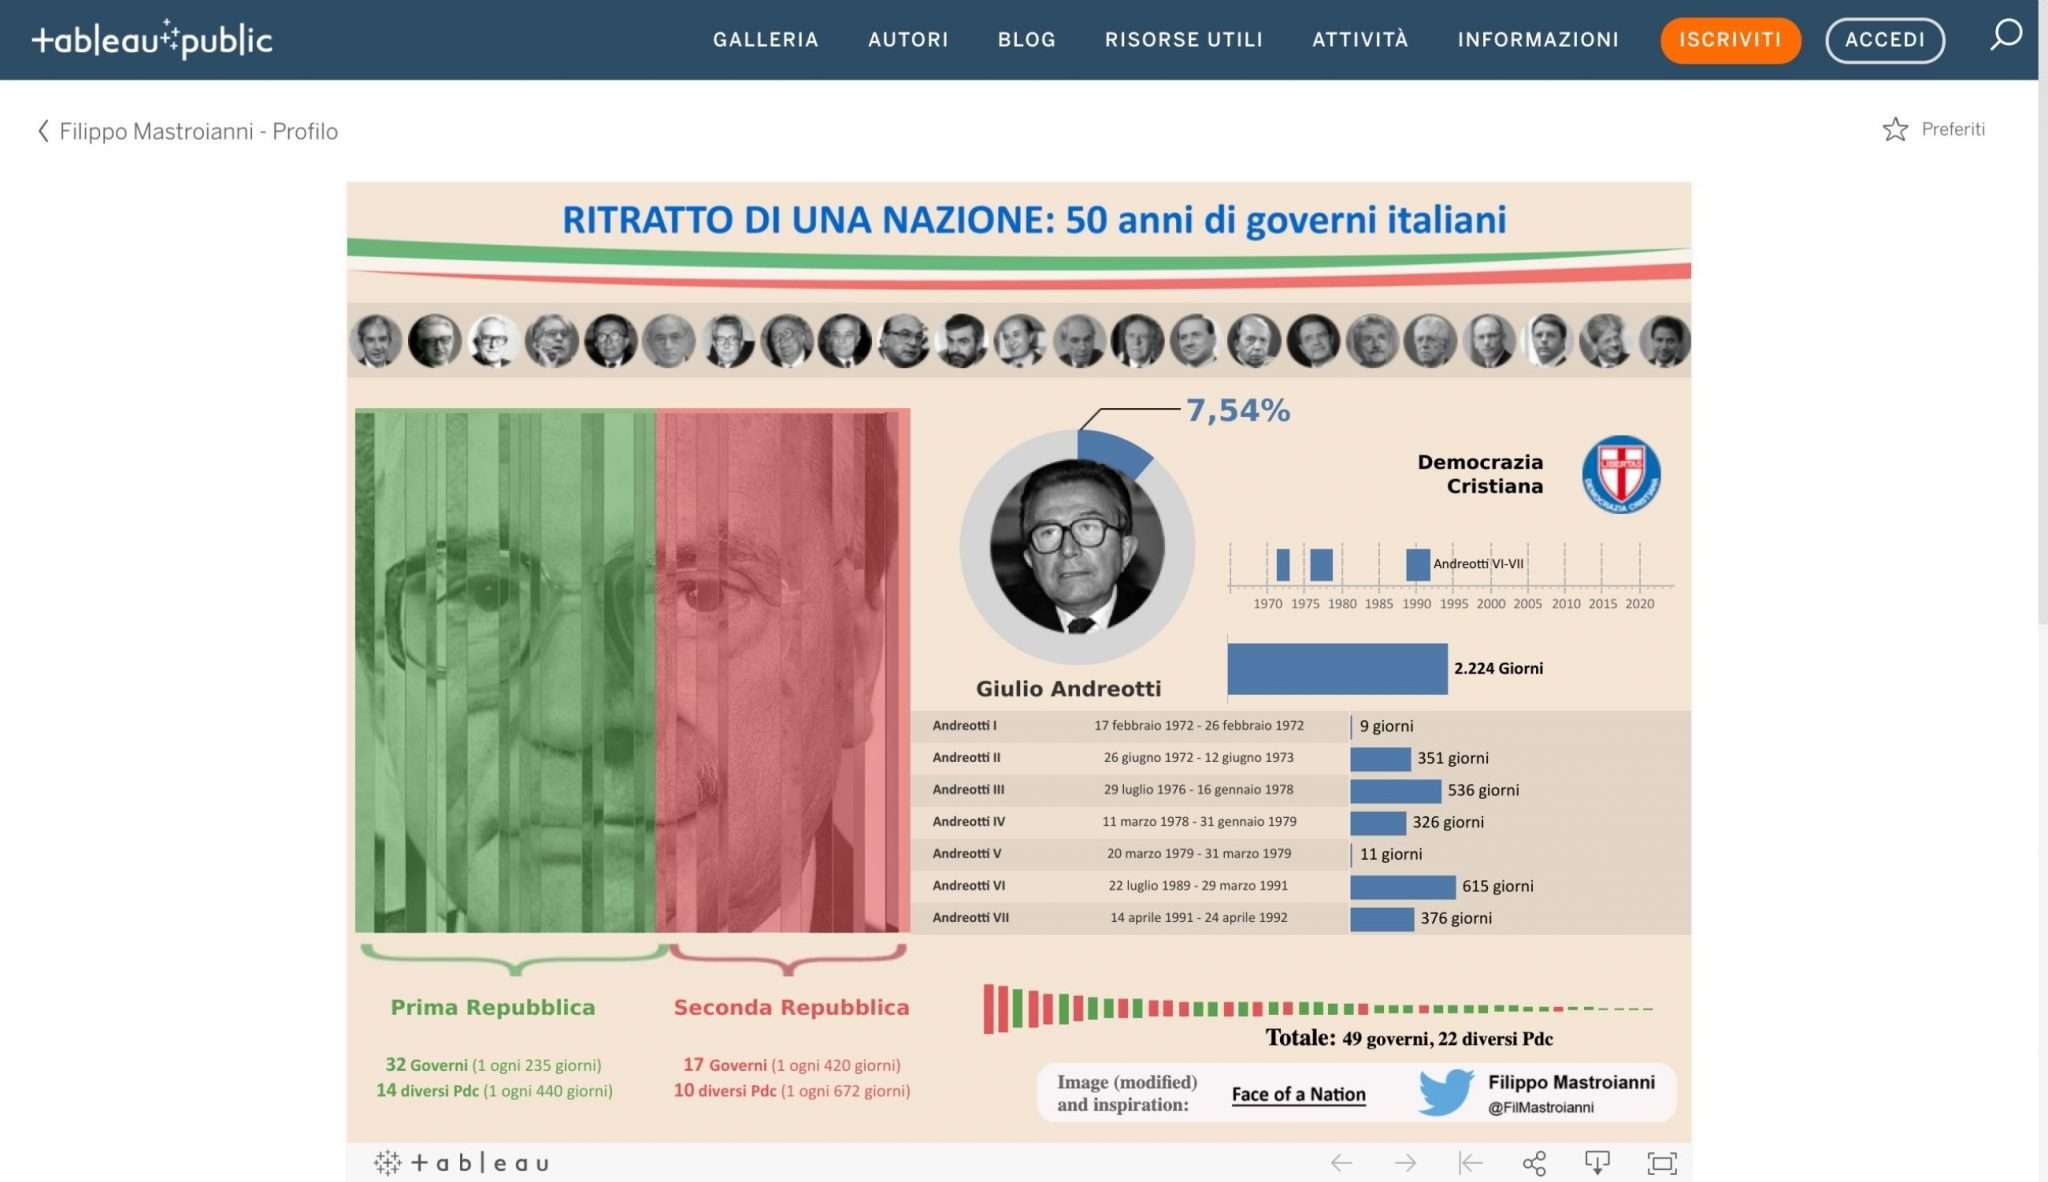 +ableau public
GALLERIA
AUTORI
BLOG
RISORSE UTILI
ATTIVITÀ
INFORMAZIONI
ISCRIVITI
ACCEDI
Filippo Mastroianni - Profilo
Preferiti
RITRATTO DI UNA NAZIONE: 50 anni di governi italiani
7,54%
Democrazia
Cristiana
LIBERTAS
DEMOCRAZIA CRISTIANA
Andreotti VI-VII
1970 1975 1980 1985 1990 1995 2000 2005 2010 2015 2020
2.224 Giorni
Giulio Andreotti
Andreotti I 17 febbraio 1972 - 26 febbraio 1972 9 giorni
Andreotti II 26 giugno 1972 - 12 giugno 1973 351 giorni
Andreotti III 29 luglio 1976 - 16 gennaio 1978 536 giorni
Andreotti IV 11 marzo 1978 - 31 gennaio 1979 326 giorni
Andreotti V 20 marzo 1979 - 31 marzo 1979 11 giorni
Andreotti VI 22 luglio 1989 - 29 marzo 1991 615 giorni
Andreotti VII 14 aprile 1991 - 24 aprile 1992 376 giorni
Prima Repubblica
32 Governi (1 ogni 235 giorni)
14 diversi Pdc (1 ogni 440 giorni)
Seconda Repubblica
17 Governi (1 ogni 420 giorni)
10 diversi Pdc (1 ogni 672 giorni)
Totale: 49 governi, 22 diversi Pdc
Image (modified)
and inspiration:
Face of a Nation
Filippo Mastroianni
@FilMastroianni
+ableau